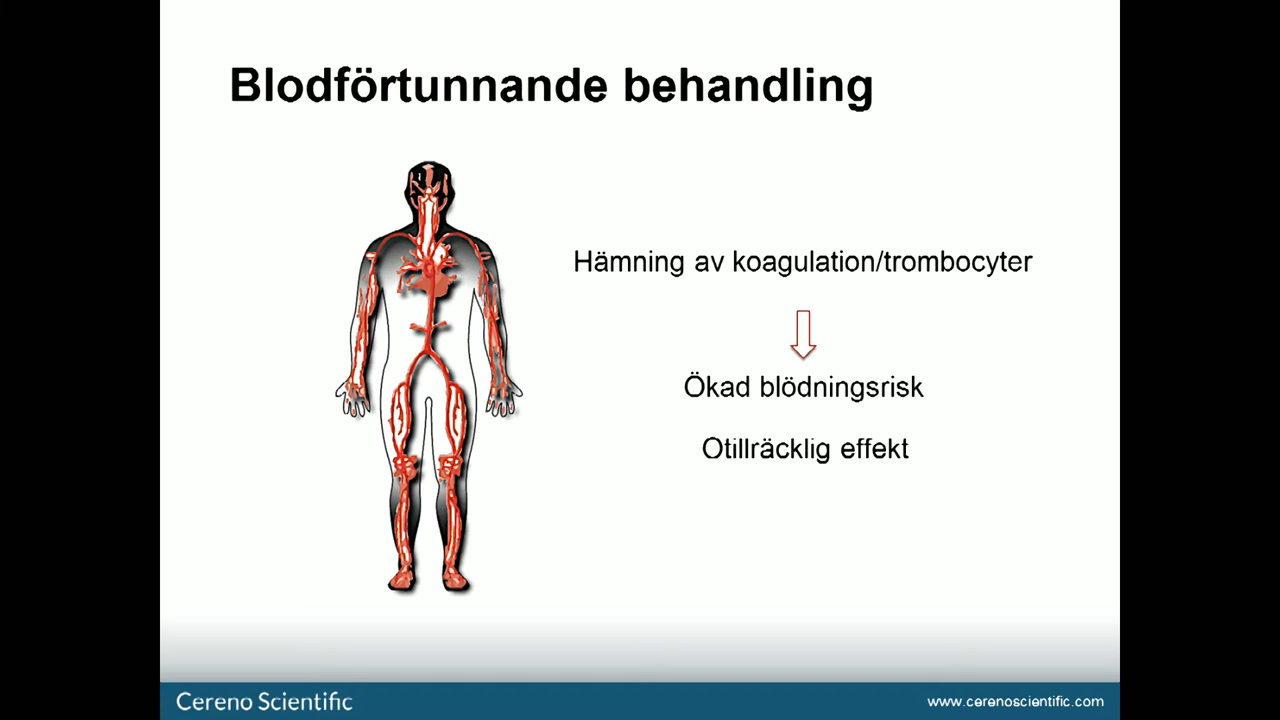 Blodförtunnande behandling
Hämning av koagulation/trombocyter
Ökad blödningsrisk
Otillräcklig effekt
Cereno Scientific
www.cerenoscientific.com